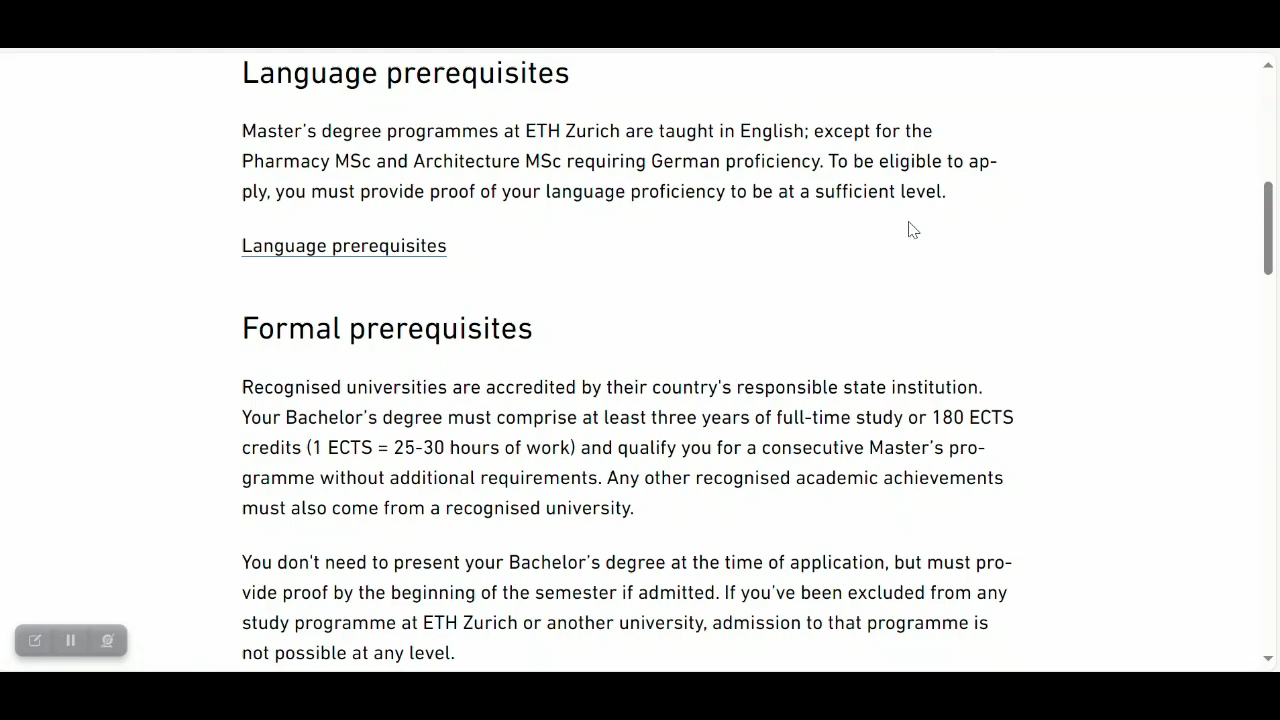 Language prerequisites
Master's degree programmes at ETH Zurich are taught in English; except for the
Pharmacy MSc and Architecture MSc requiring German proficiency. To be eligible to ap-
ply, you must provide proof of your language proficiency to be at a sufficient level.
Language prerequisites
Formal prerequisites
Recognised universities are accredited by their country's responsible state institution.
Your Bachelor's degree must comprise at least three years of full-time study or 180 ECTS
credits (1 ECTS = 25-30 hours of work) and qualify you for a consecutive Master's pro-
gramme without additional requirements. Any other recognised academic achievements
must also come from a recognised university.
You don't need to present your Bachelor's degree at the time of application, but must pro-
vide proof by the beginning of the semester if admitted. If you've been excluded from any
study programme at ETH Zurich or another university, admission to that programme is
not possible at any level.